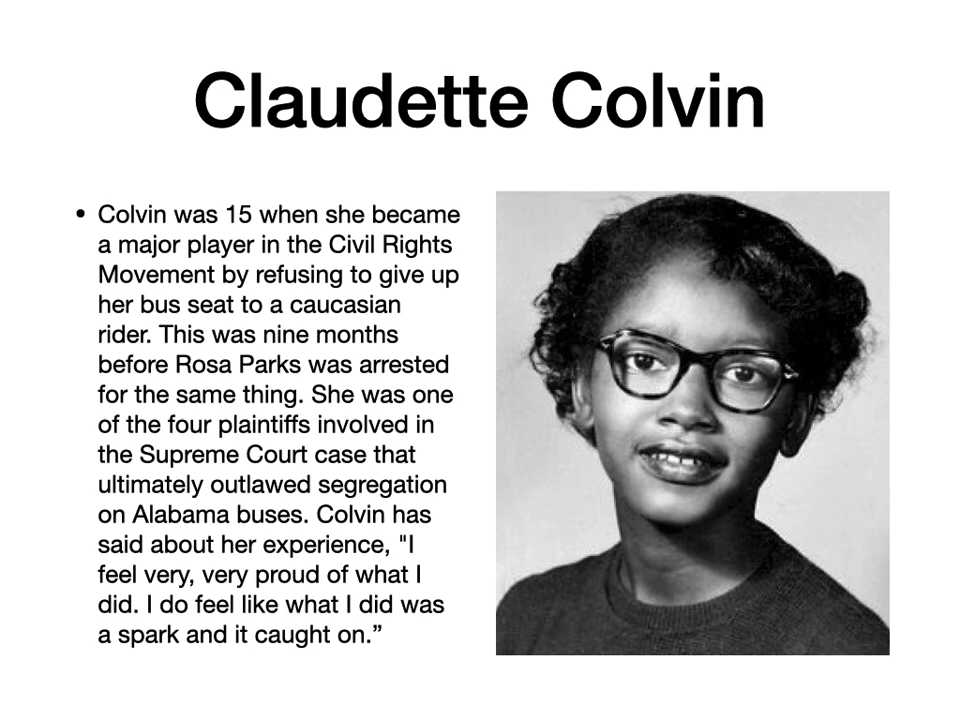 Claudette Colvin
• Colvin was 15 when she became
a major player in the Civil Rights
Movement by refusing to give up
her bus seat to a caucasian
rider. This was nine months
before Rosa Parks was arrested
for the same thing. She was one
of the four plaintiffs involved in
the Supreme Court case that
ultimately outlawed segregation
on Alabama buses. Colvin has
said about her experience, "I
feel very, very proud of what I
did. I do feel like what I did was
a spark and it caught on.”